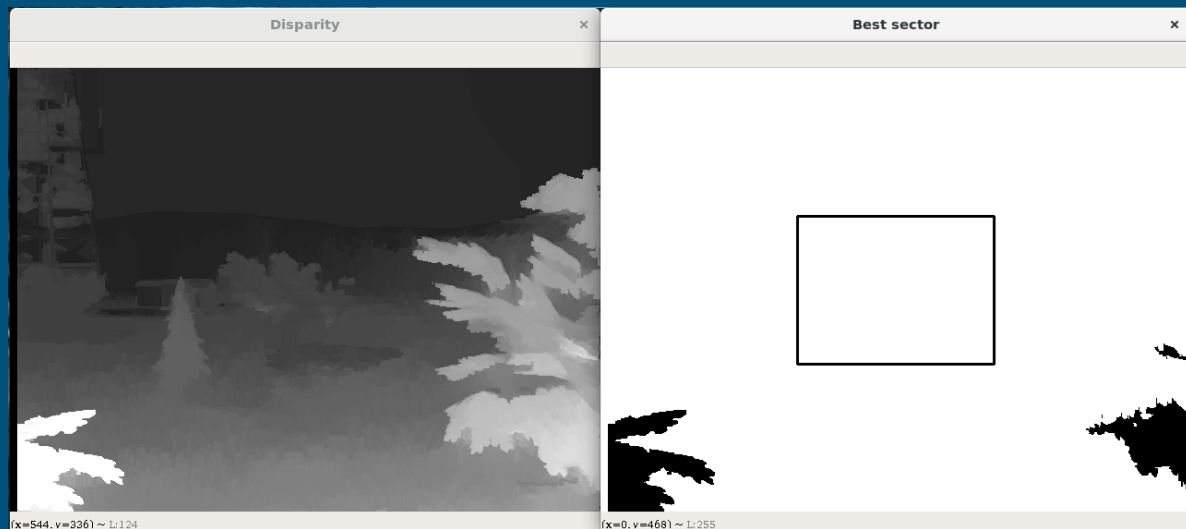 Disparity ×
Best sector ×
(x=544, y=336) ~ L:124
(x=0, y=468) ~ L:255